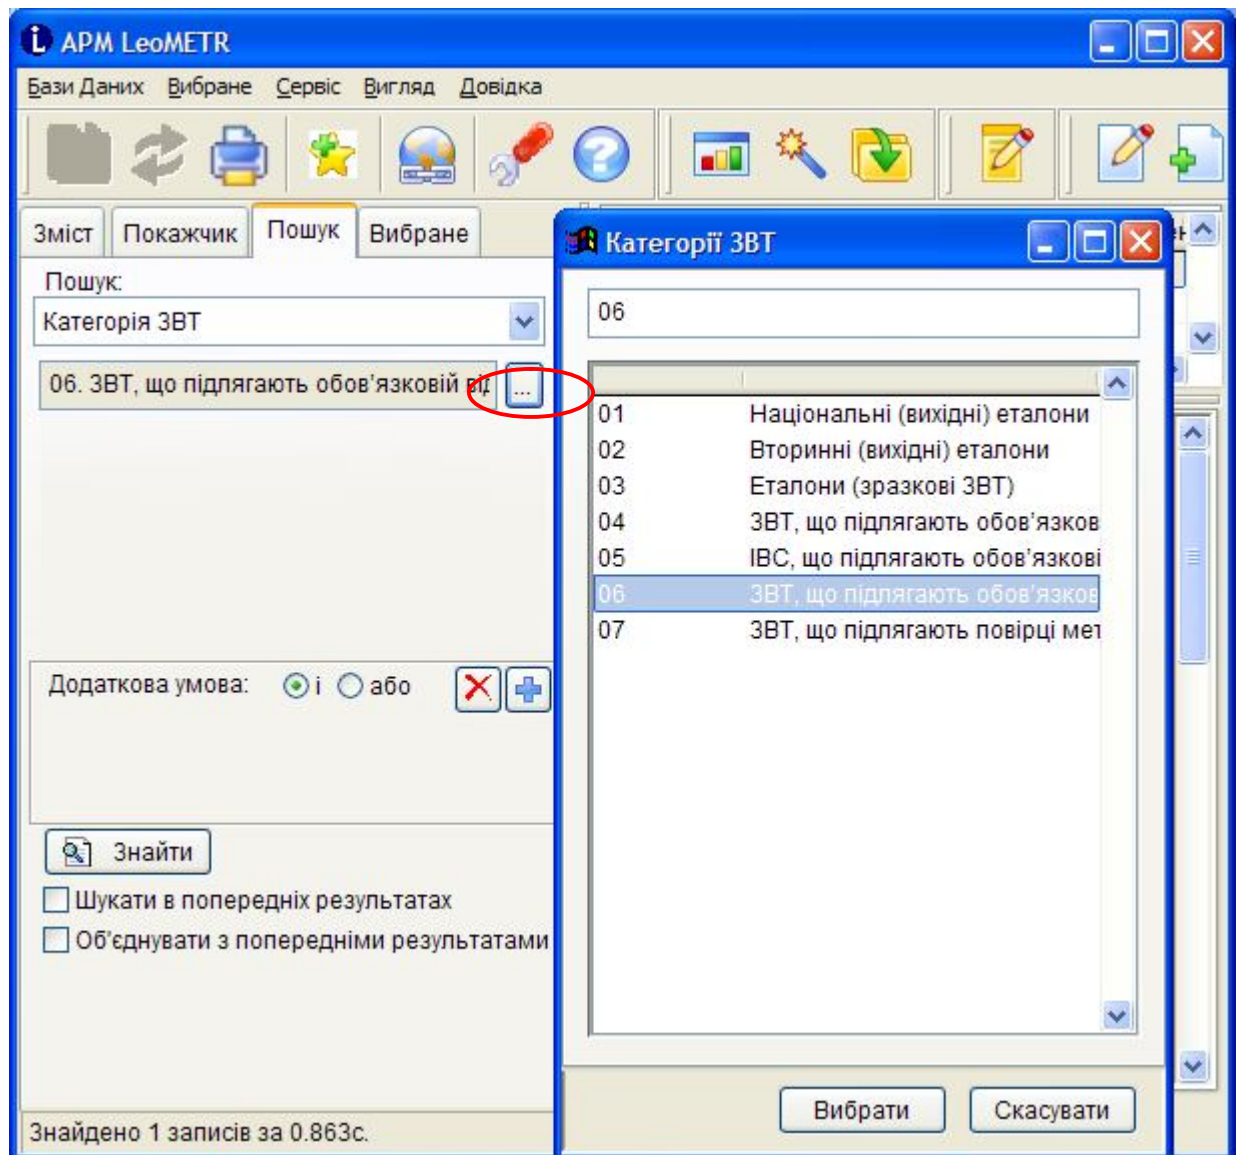 АРМ LeoMETR
Бази Даних Вибране Сервіс Вигляд Довідка
Зміст Покажчик Пошук Вибране
Пошук:
Категорія ЗВТ
06. ЗВТ, що підлягають обов'язковій від
...
Додаткова умова: і або
Знайти
Шукати в попередніх результатах
Об'єднувати з попередніми результатами
Знайдено 1 записів за 0.863с.
Категорії ЗВТ
06
01 Національні (вихідні) еталони
02 Вторинні (вихідні) еталони
03 Еталони (зразкові ЗВТ)
04 ЗВТ, що підлягають обов'язков
05 ІВС, що підлягають обов'язкові
06 ЗВТ, що підлягають обов'язков
07 ЗВТ, що підлягають повірці мет
Вибрати Скасувати